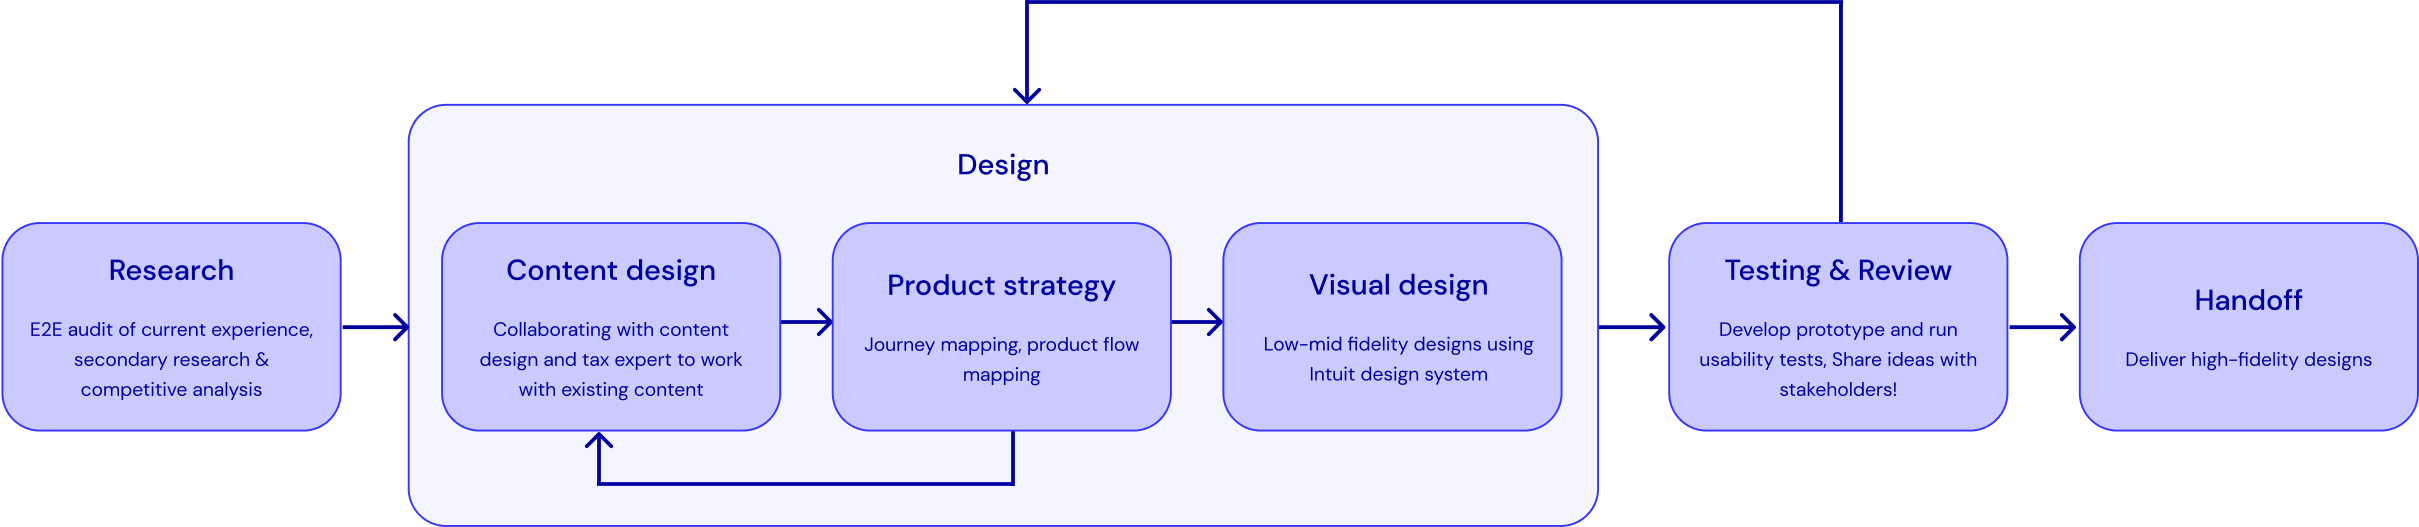 Design
Research
E2E audit of current experience,
secondary research &
competitive analysis
Content design
Collaborating with content
design and tax expert to work
with existing content
Product strategy
Journey mapping, product flow
mapping
Visual design
Low-mid fidelity designs using
Intuit design system
Testing & Review
Develop prototype and run
usability tests, Share ideas with
stakeholders!
Handoff
Deliver high-fidelity designs